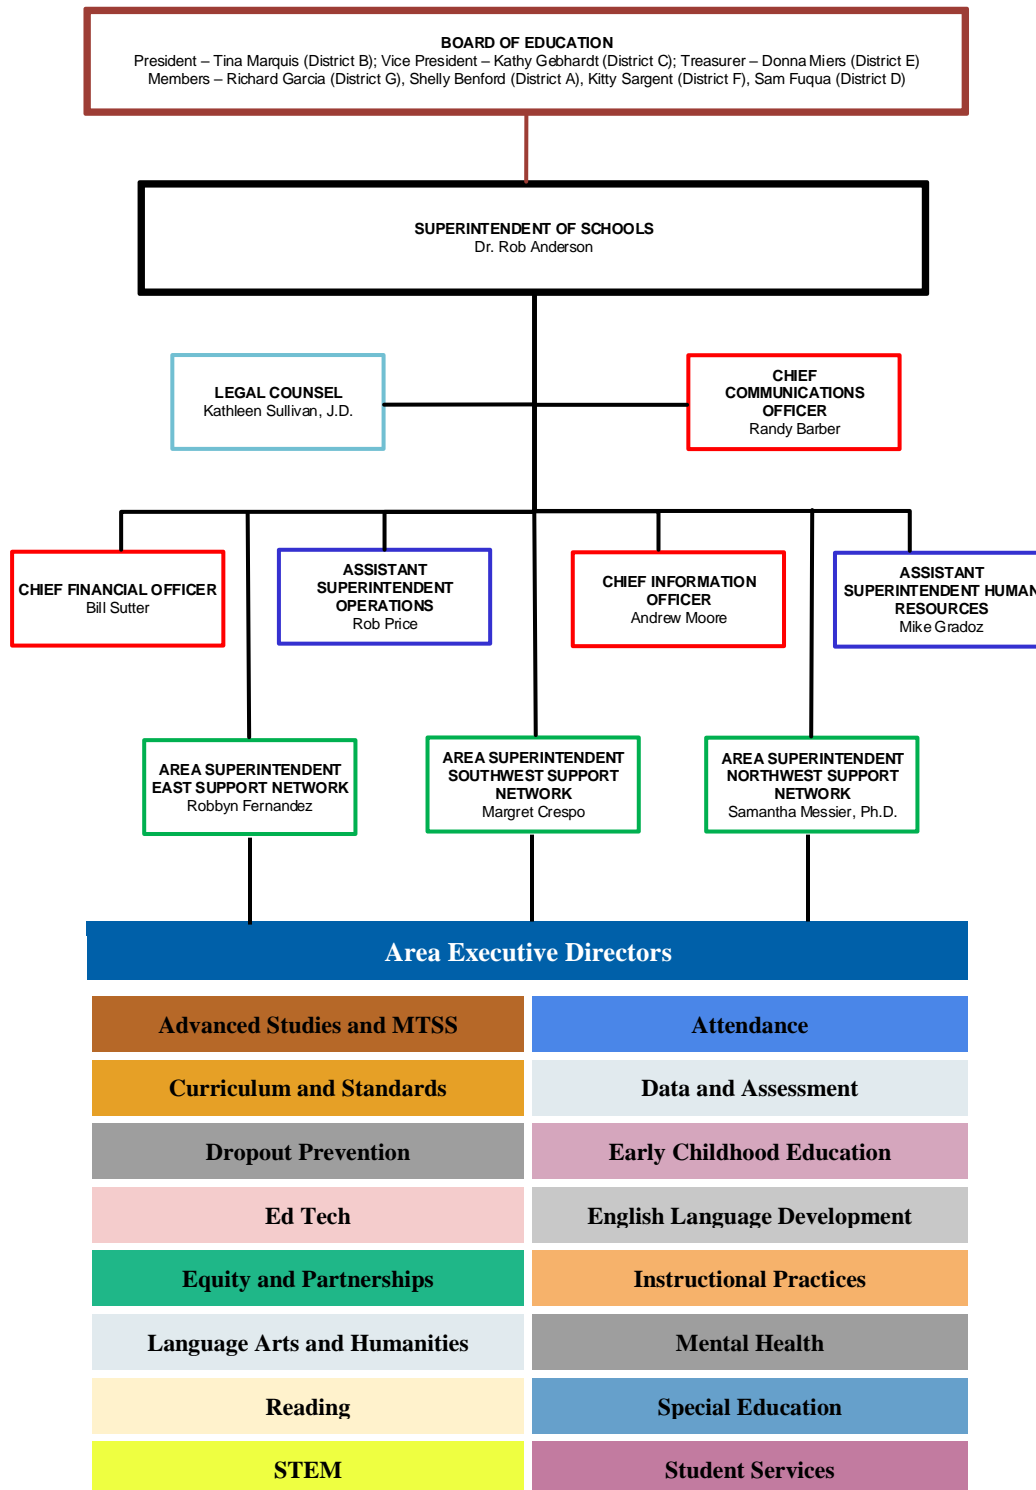 BOARD OF EDUCATION
President – Tina Marquis (District B); Vice President – Kathy Gebhardt (District C); Treasurer – Donna Miers (District E)
Members – Richard Garcia (District G), Shelly Benford (District A), Kitty Sargent (District F), Sam Fuqua (District D)
SUPERINTENDENT OF SCHOOLS
Dr. Rob Anderson
LEGAL COUNSEL
Kathleen Sullivan, J.D.
CHIEF
COMMUNICATIONS
OFFICER
Randy Barber
CHIEF FINANCIAL OFFICER
Bill Sutter
ASSISTANT
SUPERINTENDENT
OPERATIONS
Rob Price
CHIEF INFORMATION
OFFICER
Andrew Moore
ASSISTANT
SUPERINTENDENT HUMAN
RESOURCES
Mike Gradoz
AREA SUPERINTENDENT
EAST SUPPORT NETWORK
Robbyn Fernandez
AREA SUPERINTENDENT
SOUTHWEST SUPPORT
NETWORK
Margret Crespo
AREA SUPERINTENDENT
NORTHWEST SUPPORT
NETWORK
Samantha Messier, Ph.D.
Area Executive Directors
Advanced Studies and MTSS
Attendance
Curriculum and Standards
Data and Assessment
Dropout Prevention
Early Childhood Education
Ed Tech
English Language Development
Equity and Partnerships
Instructional Practices
Language Arts and Humanities
Mental Health
Reading
Special Education
STEM
Student Services